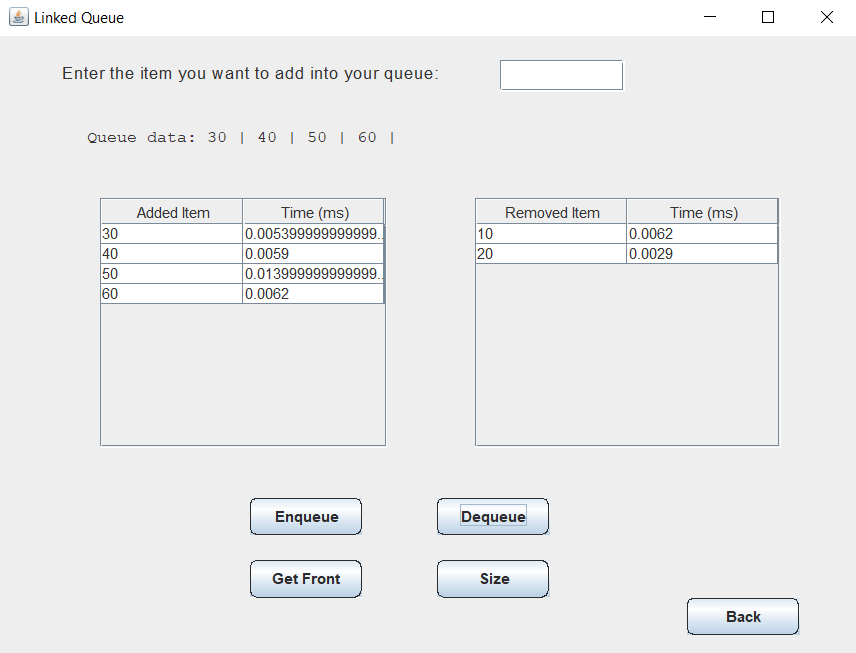 Linked Queue
Enter the item you want to add into your queue:
Queue data: 30 | 40 | 50 | 60 |
Added Item Time (ms)
30 0.005399999999999..
40 0.0059
50 0.013999999999999..
60 0.0062
Removed Item Time (ms)
10 0.0062
20 0.0029
Enqueue Dequeue
Get Front Size
Back